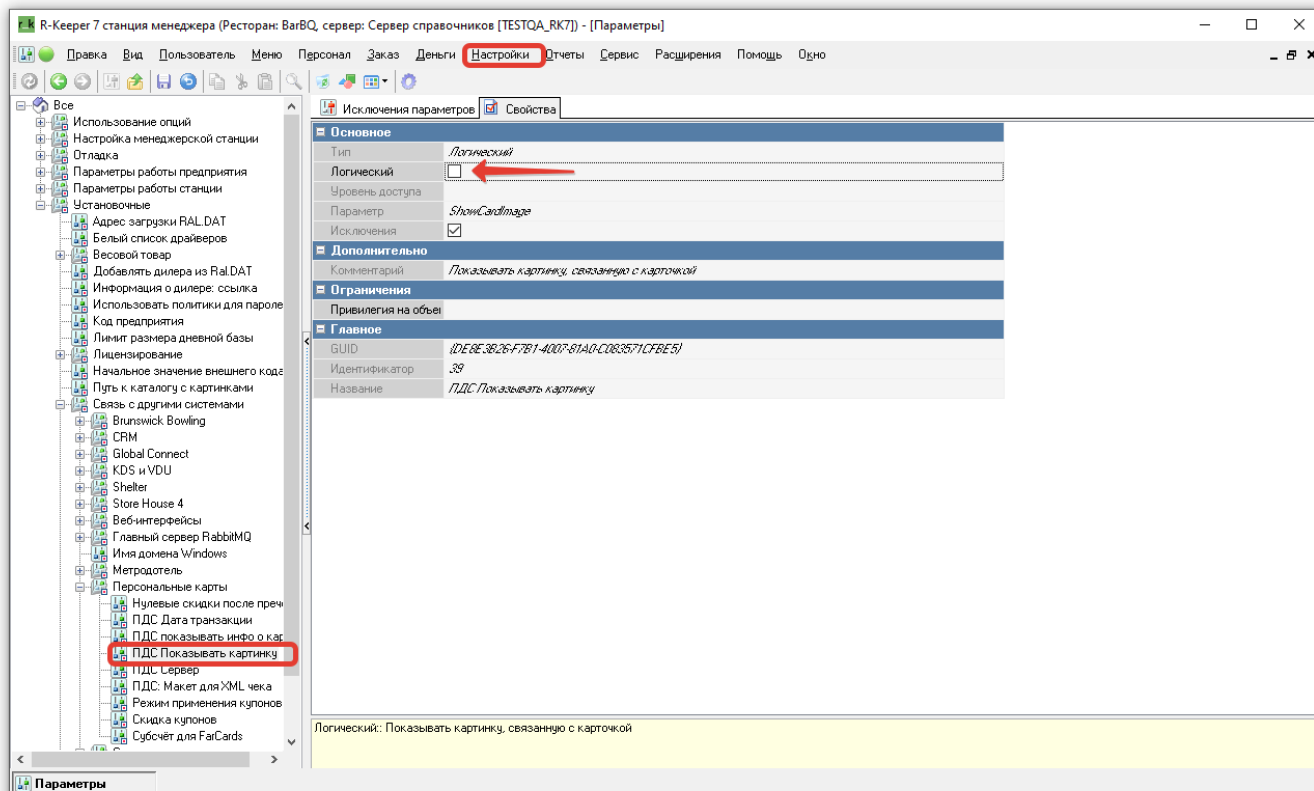 R-Keeper 7 станция менеджера (Ресторан: BarBQ, сервер: Сервер справочников [TESTQA_RK7]) - [Параметры]
Правка Вид Пользователь Меню Персонал Заказ Деньги Настройки Отчеты Сервис Расширения Помощь Окно
Все
Использование опций
Настройка менеджерской станции
Отладка
Параметры работы предприятия
Параметры работы станции
Установочные
Адрес загрузки RAL.DAT
Белый список драйверов
Весовой товар
Добавлять дилера из Ral.DAT
Информация о дилере: ссылка
Использовать политики для пароле
Код предприятия
Лимит размера дневной базы
Лицензирование
Начальное значение внешнего кода
Путь к каталогу с картинками
Связь с другими системами
Brunswick Bowling
CRM
Global Connect
KDS и VDU
Shelter
Store House 4
Веб-интерфейсы
Главный сервер RabbitMQ
Имя домена Windows
Метрдотель
Персональные карты
Нулевые скидки после преч
ПДС Дата транзакции
ПДС показывать инфо о кар
ПДС Показывать картинку
ПДС Сервер
ПДС: Макет для XML чека
Режим применения купонов
Скидка купонов
Субсчёт для FarCards
Исключения параметров Свойства
Основное
Тип Логический
Логический
Уровень доступа
Параметр ShowCardImage
Исключения
Дополнительно
Комментарий Показывать картинку, связанную с карточкой
Ограничения
Привилегия на объек
Главное
GUID {DE8E3B26-F7B1-4007-81A0-C083571CFBE5}
Идентификатор 39
Название ПДС Показывать картинку
Логический:: Показывать картинку, связанную с карточкой
Параметры